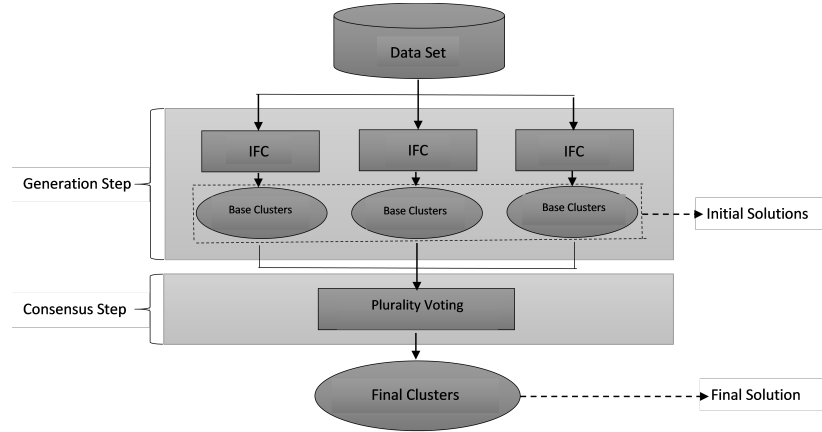 Data Set
IFC
IFC
IFC
Generation Step
Base Clusters
Base Clusters
Base Clusters
Initial Solutions
Plurality Voting
Consensus Step
Final Clusters
Final Solution